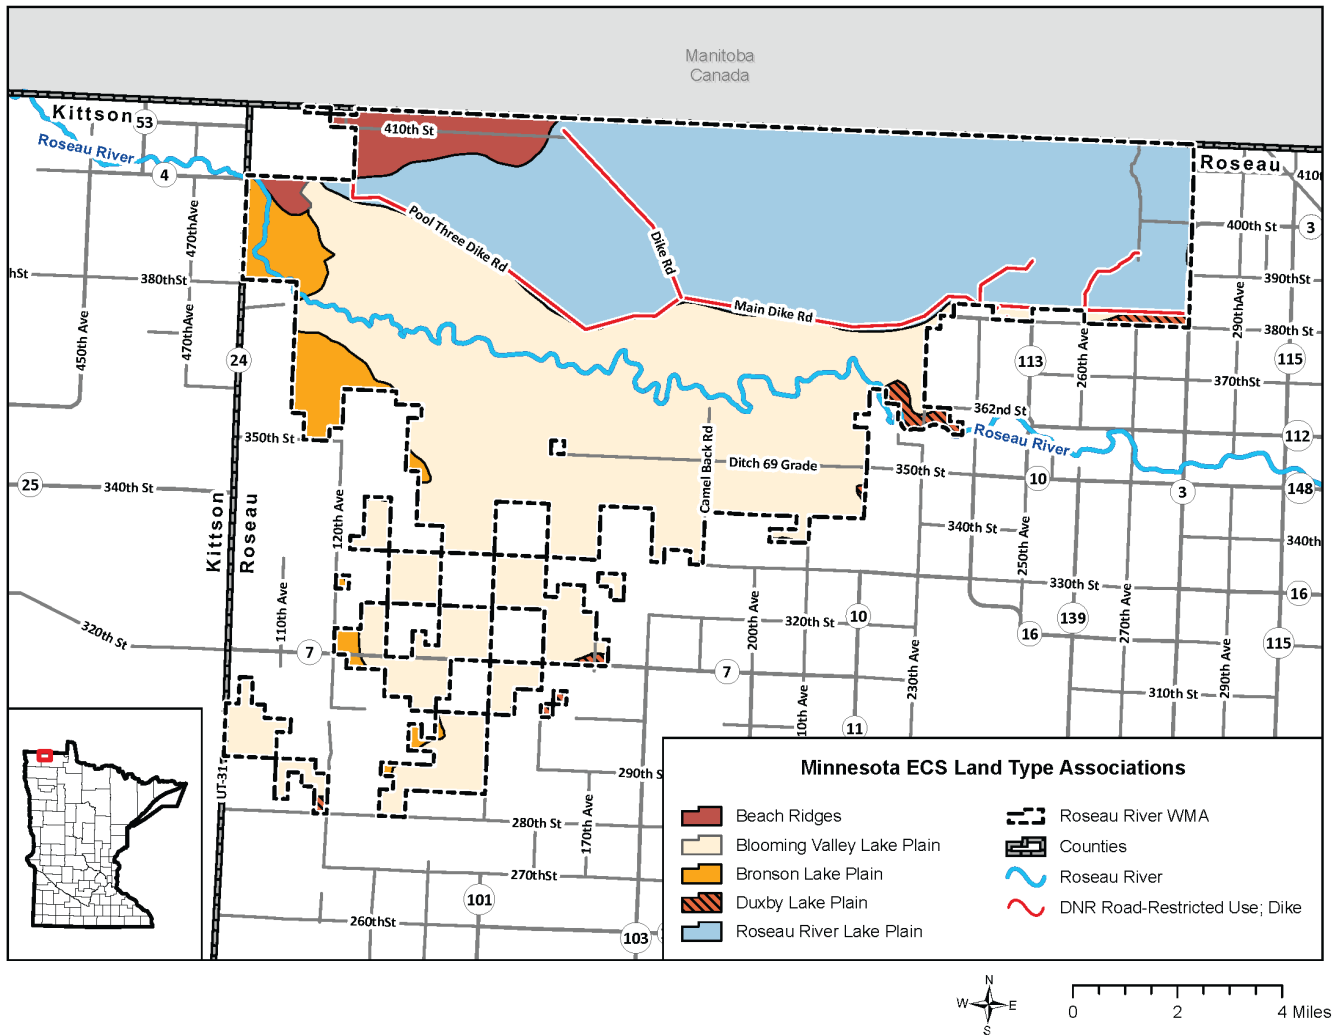 Manitoba
Canada
Kittson
53
410th St
Roseau
410t
Roseau River
4
470thAve
400th St
3
Pool Three Dike Rd
Dike Rd
hSt
380thSt
390thSt
290thAve
Main Dike Rd
380th St
450th Ave
470thAve
24
113
260th Ave
115
370thSt
362nd St
Roseau River
112
350th St
Camel Back Rd
Ditch 69 Grade
350th St
10
148
25
340th St
3
Kittson
Roseau
120th Ave
340th St
250th Ave
340th
330th St
16
110th Ave
200th Ave
320th St
10
139
270th Ave
320th St
16
115
7
7
230th Ave
290th Ave
310th St
10th Ave
11
UT-31
290th S
170th Ave
280th St
270thSt
101
260thSt
103
Minnesota ECS Land Type Associations
Beach Ridges
Blooming Valley Lake Plain
Bronson Lake Plain
Duxby Lake Plain
Roseau River Lake Plain
Roseau River WMA
Counties
Roseau River
DNR Road-Restricted Use; Dike
N
W
E
S
0
2
4 Miles